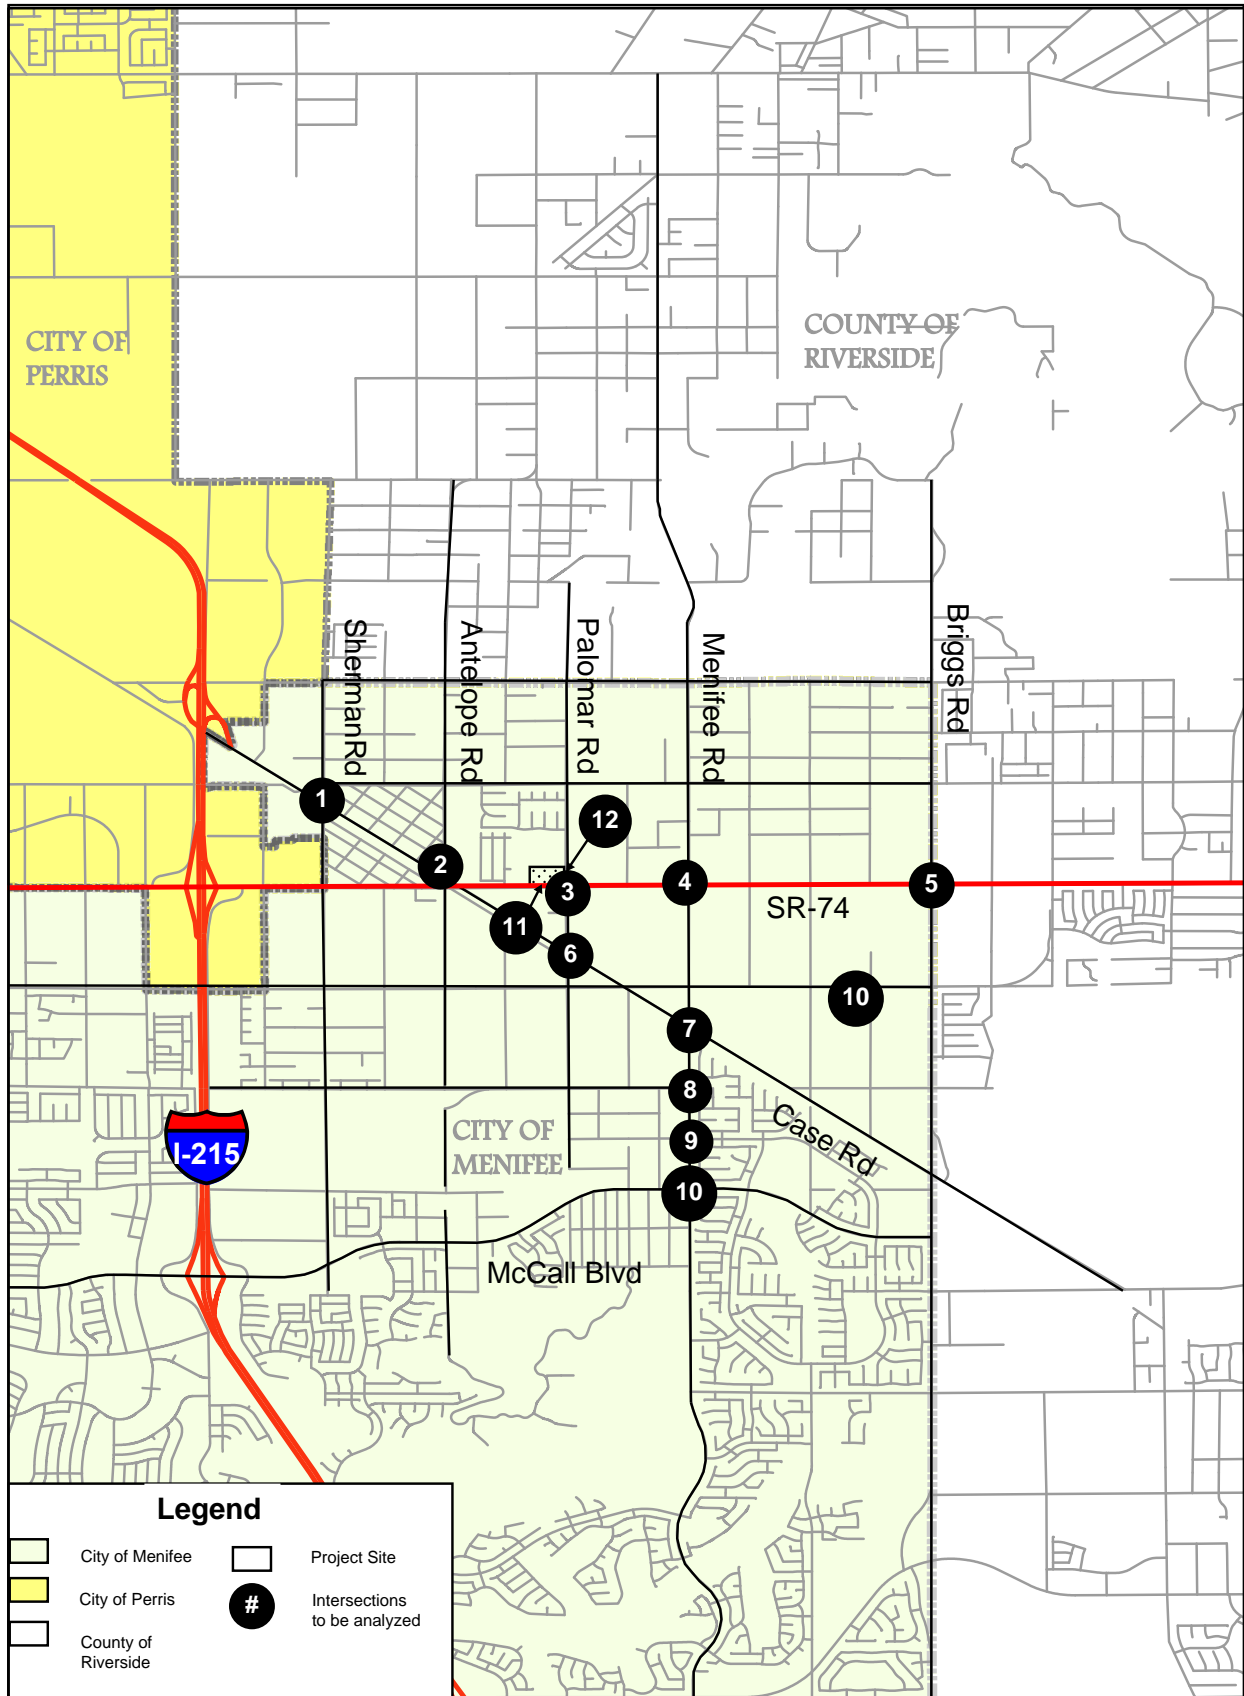 CITY OF
PERRIS
COUNTY OF
RIVERSIDE
Sherman Rd
Antelope Rd
Palomar Rd
Menifee Rd
Briggs Rd
1
12
2
3
4
5
SR-74
11
6
10
7
8
Case Rd
I-215
CITY OF
MENIFEE
9
10
McCall Blvd
Legend
City of Menifee
Project Site
City of Perris
#
Intersections
to be analyzed
County of
Riverside